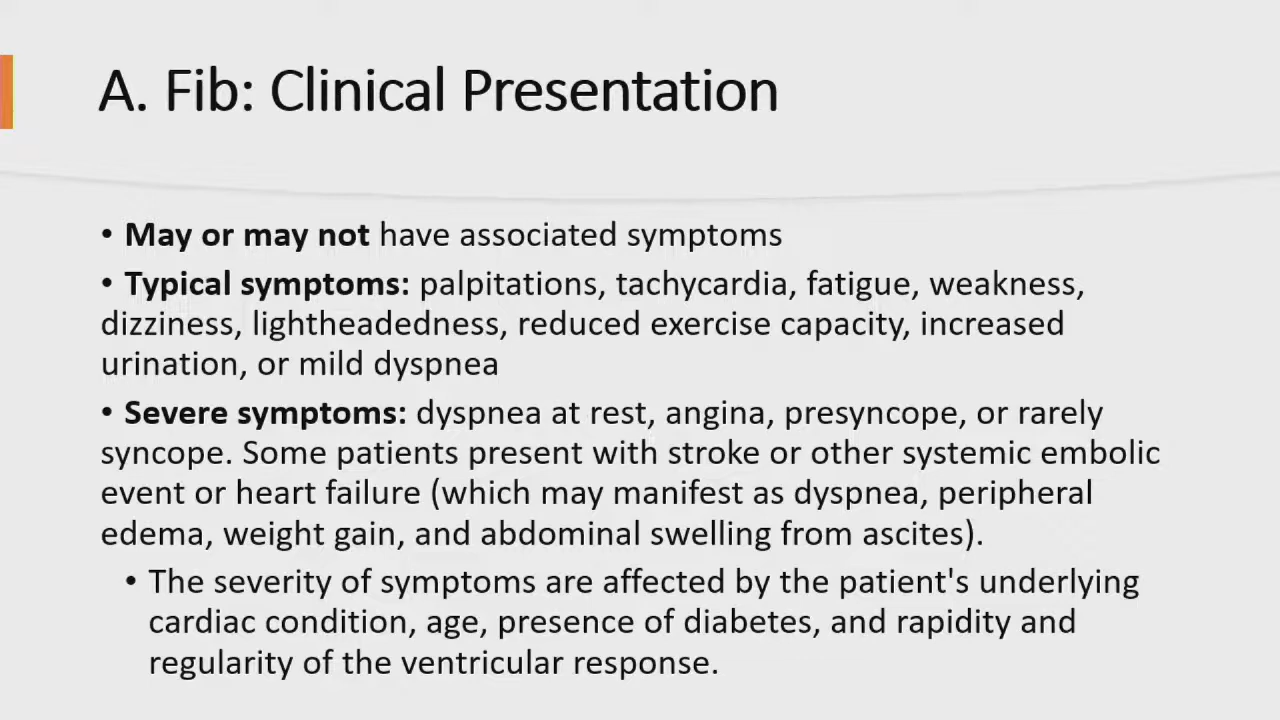 A. Fib: Clinical Presentation
• May or may not have associated symptoms
• Typical symptoms: palpitations, tachycardia, fatigue, weakness,
dizziness, lightheadedness, reduced exercise capacity, increased
urination, or mild dyspnea
• Severe symptoms: dyspnea at rest, angina, presyncope, or rarely
syncope. Some patients present with stroke or other systemic embolic
event or heart failure (which may manifest as dyspnea, peripheral
edema, weight gain, and abdominal swelling from ascites).
• The severity of symptoms are affected by the patient's underlying
cardiac condition, age, presence of diabetes, and rapidity and
regularity of the ventricular response.